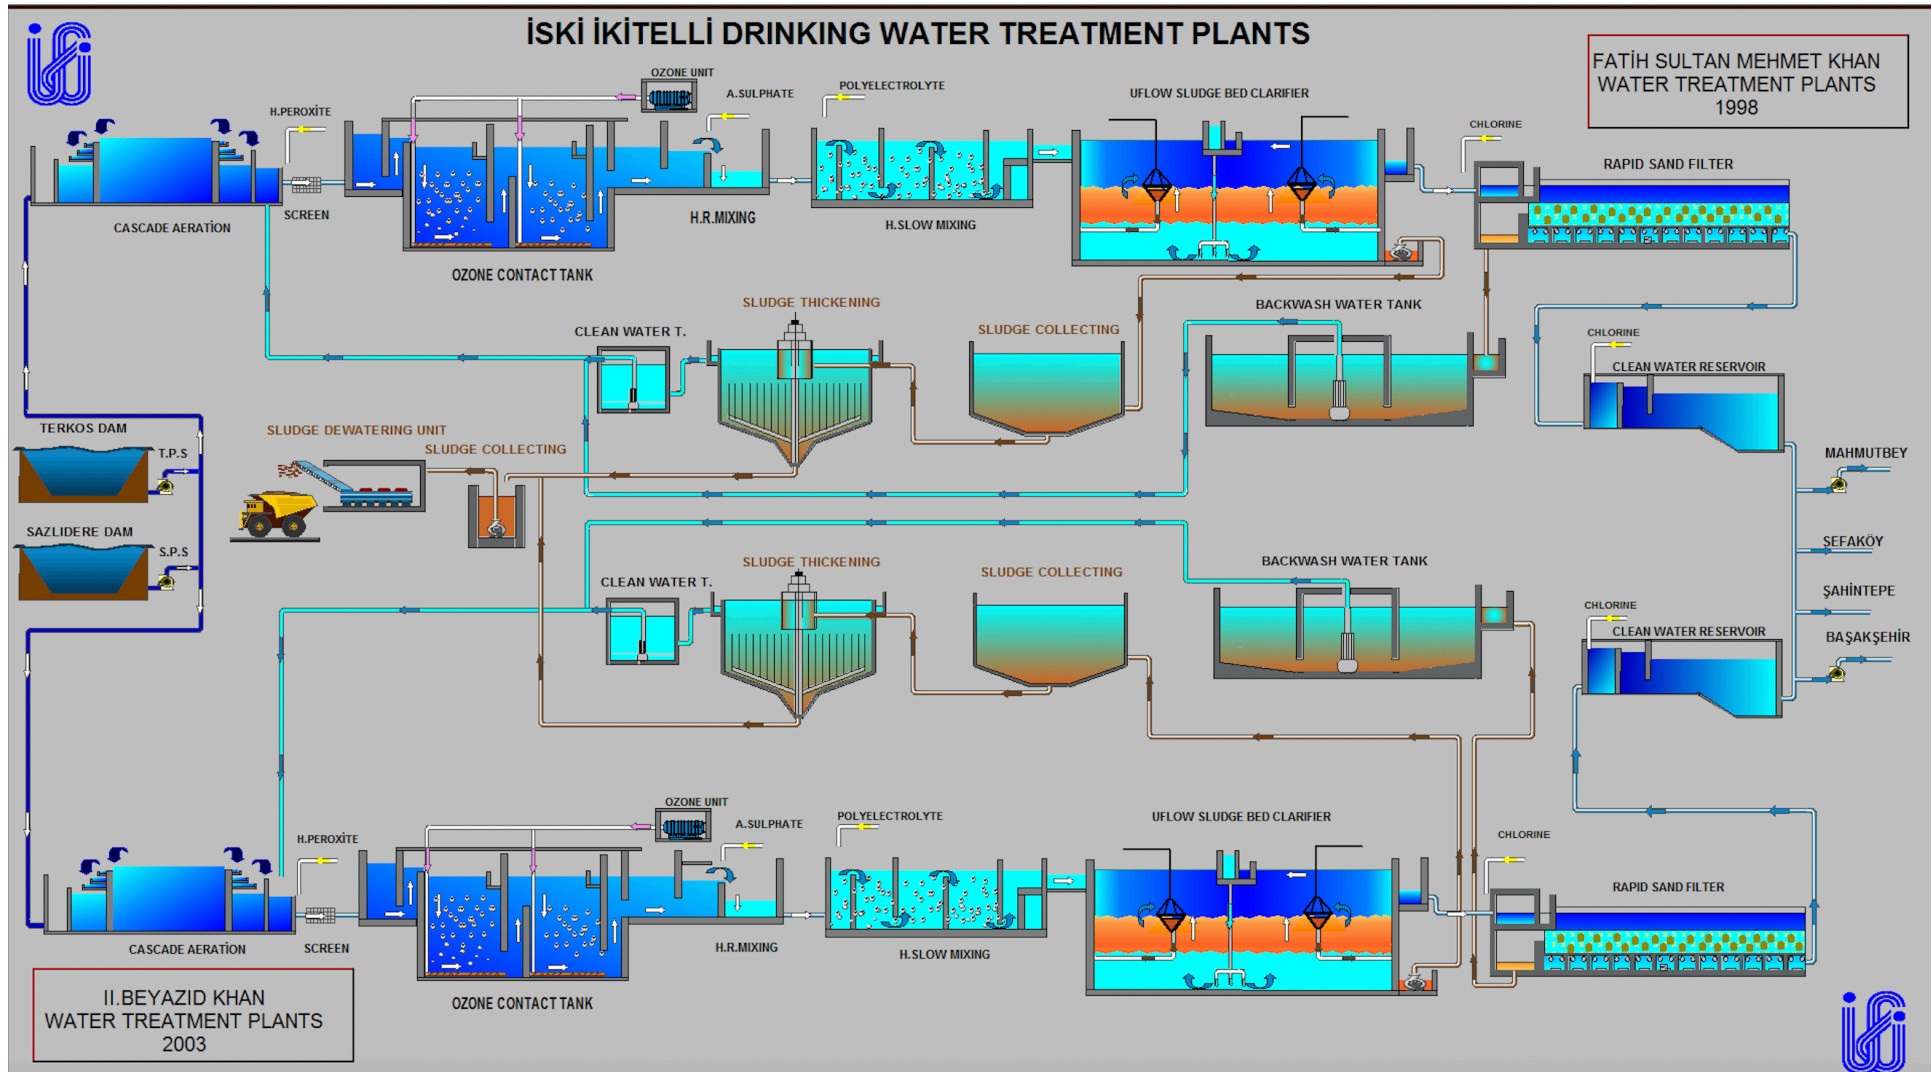 İSKİ İKİTELLİ DRINKING WATER TREATMENT PLANTS
FATİH SULTAN MEHMET KHAN
WATER TREATMENT PLANTS
1998
OZONE UNIT
H.PEROXİTE
A.SULPHATE
POLYELECTROLYTE
UFLOW SLUDGE BED CLARIFIER
CHLORINE
RAPID SAND FILTER
CASCADE AERATİON
SCREEN
OZONE CONTACT TANK
H.R.MIXING
H.SLOW MIXING
SLUDGE THICKENING
CLEAN WATER T.
SLUDGE COLLECTING
BACKWASH WATER TANK
CHLORINE
CLEAN WATER RESERVOIR
TERKOS DAM
T.P.S
SLUDGE DEWATERING UNIT
SLUDGE COLLECTING
MAHMUTBEY
SAZLIDERE DAM
S.P.S
ŞEFAKÖY
SLUDGE THICKENING
CLEAN WATER T.
SLUDGE COLLECTING
BACKWASH WATER TANK
ŞAHİNTEPE
CHLORINE
CLEAN WATER RESERVOIR
BAŞAKŞEHİR
OZONE UNIT
H.PEROXİTE
A.SULPHATE
POLYELECTROLYTE
UFLOW SLUDGE BED CLARIFIER
CHLORINE
RAPID SAND FILTER
CASCADE AERATİON
SCREEN
OZONE CONTACT TANK
H.R.MIXING
H.SLOW MIXING
II.BEYAZID KHAN
WATER TREATMENT PLANTS
2003